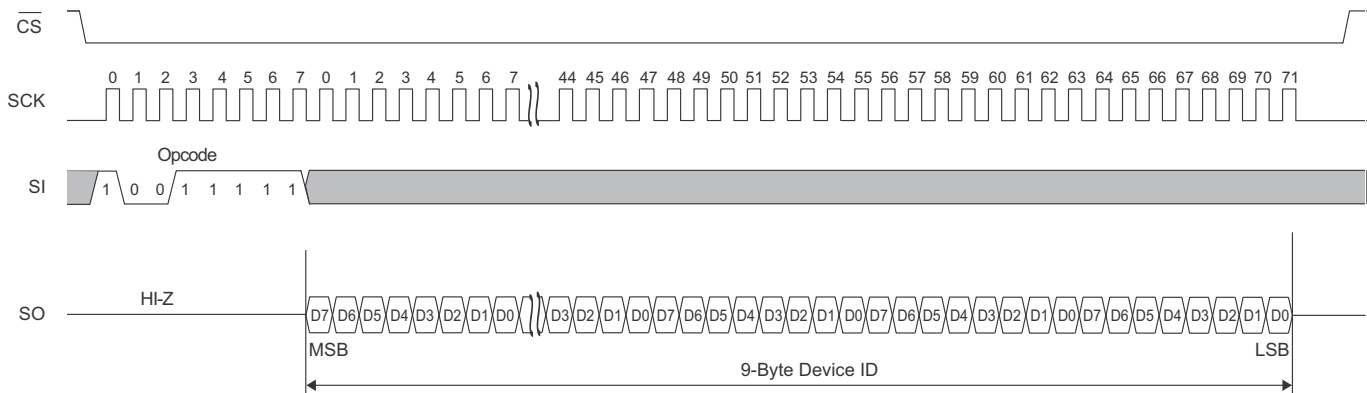 CS
0 1 2 3 4 5 6 7 0 1 2 3 4 5 6 7 44 45 46 47 48 49 50 51 52 53 54 55 56 57 58 59 60 61 62 63 64 65 66 67 68 69 70 71
SCK
Opcode
SI 1 0 0 1 1 1 1 1
HI-Z
SO D7 D6 D5 D4 D3 D2 D1 D0 D3 D2 D1 D0 D7 D6 D5 D4 D3 D2 D1 D0 D7 D6 D5 D4 D3 D2 D1 D0 D7 D6 D5 D4 D3 D2 D1 D0
MSB LSB
9-Byte Device ID